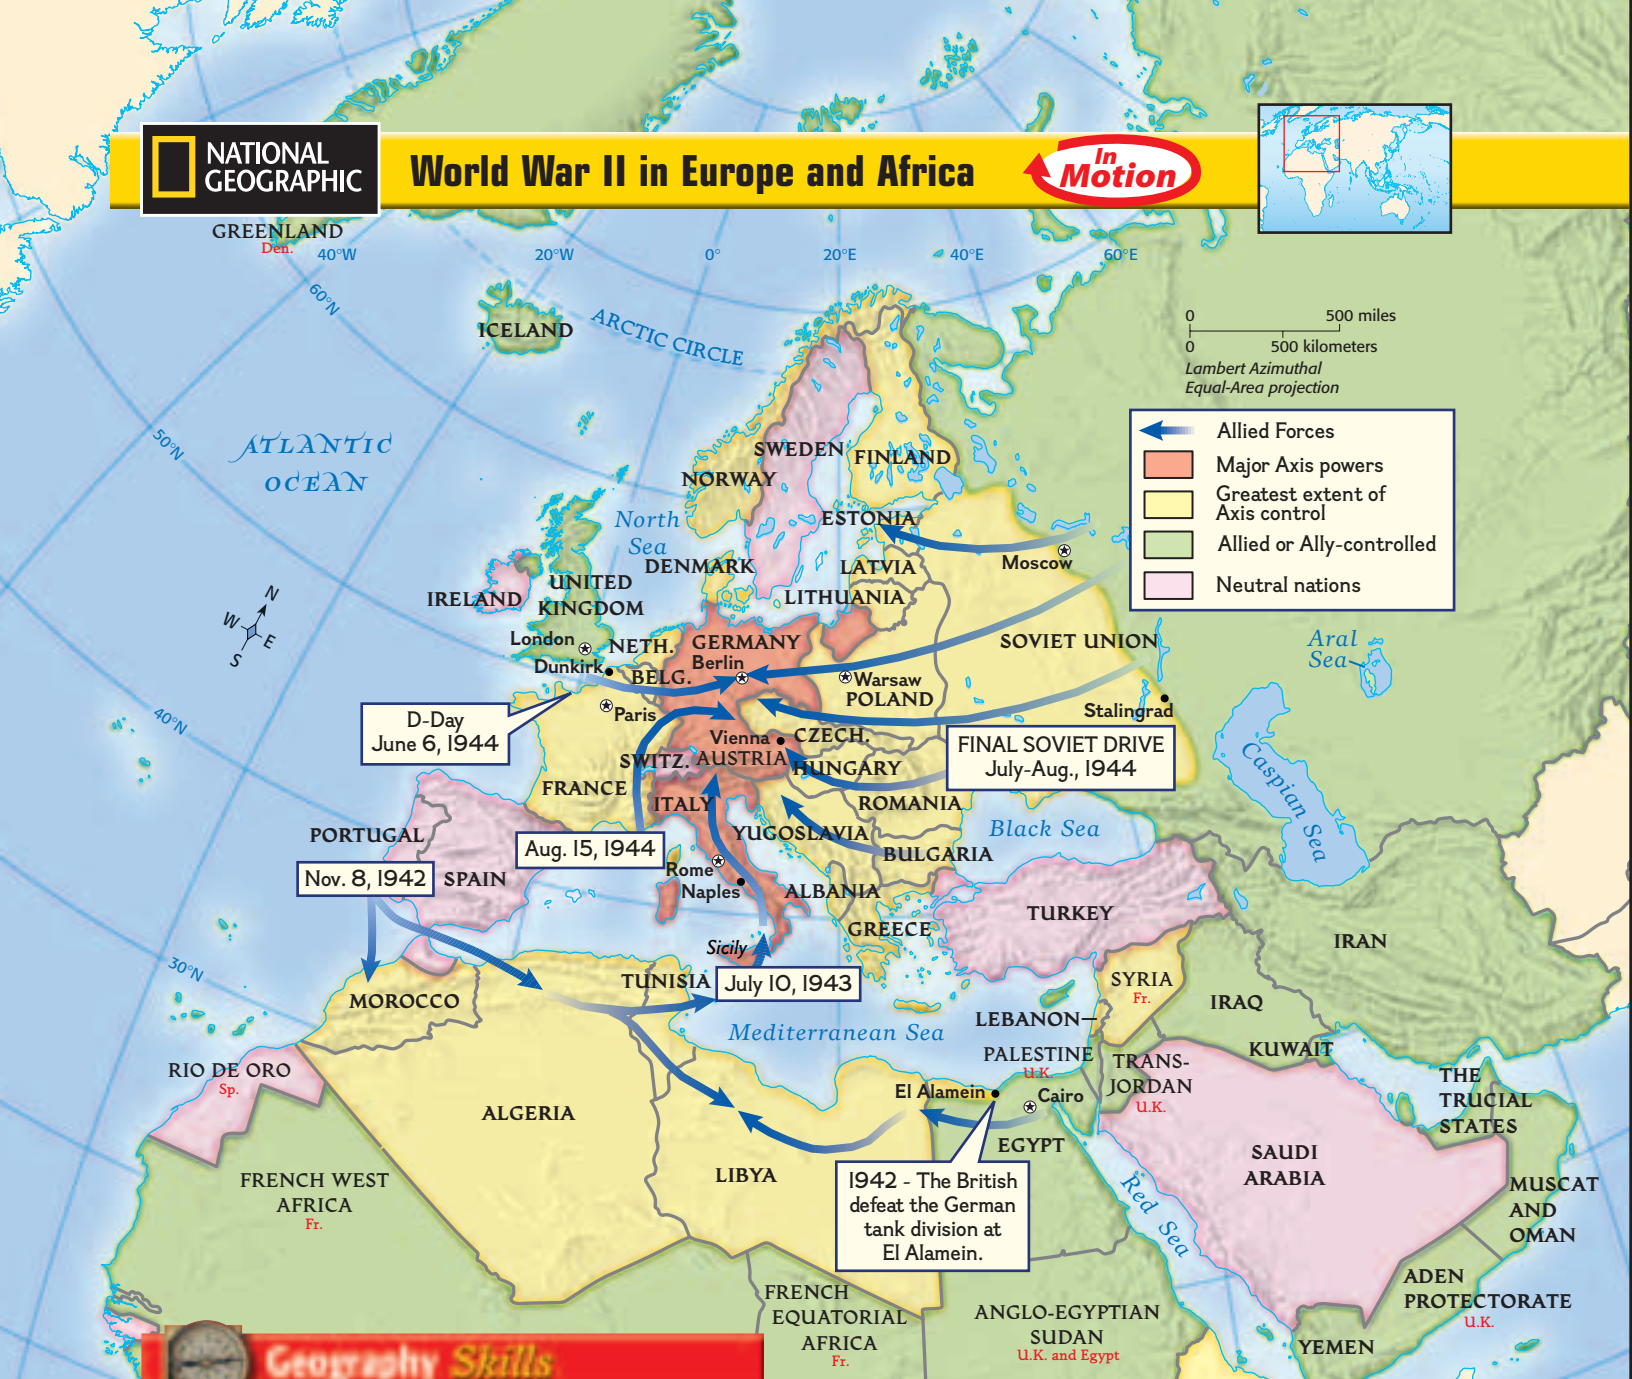 NATIONAL
GEOGRAPHIC
World War II in Europe and Africa
In
Motion
GREENLAND
Den.
40°W
20°W
0°
20°E
40°E
60°E
60°N
50°N
40°N
30°N
ARCTIC CIRCLE
0 500 miles
0 500 kilometers
Lambert Azimuthal
Equal-Area projection
Allied Forces
Major Axis powers
Greatest extent of
Axis control
Allied or Ally-controlled
Neutral nations
ICELAND
ATLANTIC
OCEAN
SWEDEN
FINLAND
NORWAY
North
Sea
ESTONIA
Moscow
DENMARK
LATVIA
LITHUANIA
IRELAND
UNITED
KINGDOM
London
NETH.
GERMANY
Berlin
SOVIET UNION
Aral
Sea
N
W
E
S
Dunkirk
BELG.
Warsaw
POLAND
Stalingrad
Paris
D-Day
June 6, 1944
Vienna
CZECH.
FINAL SOVIET DRIVE
July-Aug., 1944
SWITZ.
AUSTRIA
HUNGARY
FRANCE
ITALY
ROMANIA
Caspian Sea
PORTUGAL
Aug. 15, 1944
YUGOSLAVIA
Black Sea
BULGARIA
Nov. 8, 1942
SPAIN
Rome
Naples
ALBANIA
TURKEY
GREECE
IRAN
Sicily
MOROCCO
TUNISIA
July 10, 1943
SYRIA
Fr.
IRAQ
LEBANON
Mediterranean Sea
PALESTINE
U.K.
KUWAIT
TRANS-
JORDAN
U.K.
RIO DE ORO
Sp.
El Alamein
Cairo
THE
TRUCIAL
STATES
ALGERIA
EGYPT
SAUDI
ARABIA
LIBYA
1942 - The British
defeat the German
tank division at
El Alamein.
Red Sea
MUSCAT
AND
OMAN
FRENCH WEST
AFRICA
Fr.
ADEN
PROTECTORATE
U.K.
FRENCH
EQUATORIAL
AFRICA
Fr.
ANGLO-EGYPTIAN
SUDAN
U.K. and Egypt
YEMEN
Geography Skills